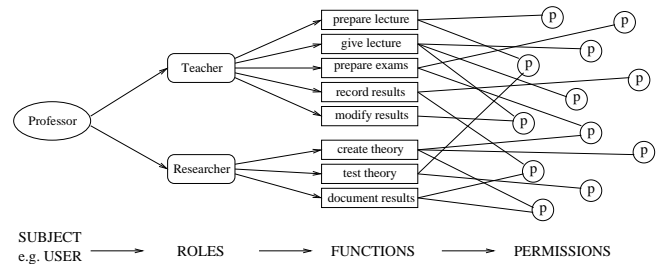 prepare lecture
give lecture
prepare exams
record results
modify results
create theory
test theory
document results
Teacher
Researcher
Professor
p
p
p
p
p
p
p
p
p
p
p
p
SUBJECT
e.g. USER
ROLES
FUNCTIONS
PERMISSIONS